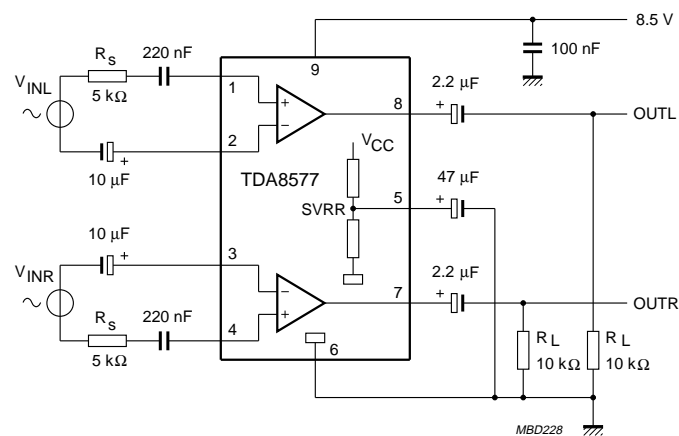 8.5 V
100 nF
R S 220 nF
V INL
5 kΩ
1
2
+
−
9
8
2.2 µF
+
OUTL
+
10 µF
TDA8577
V CC
SVRR
5
47 µF
+
10 µF
+
3
V INR
R S 220 nF
5 kΩ
4
−
+
7
2.2 µF
+
OUTR
6
R L
10 kΩ
R L
10 kΩ
MBD228